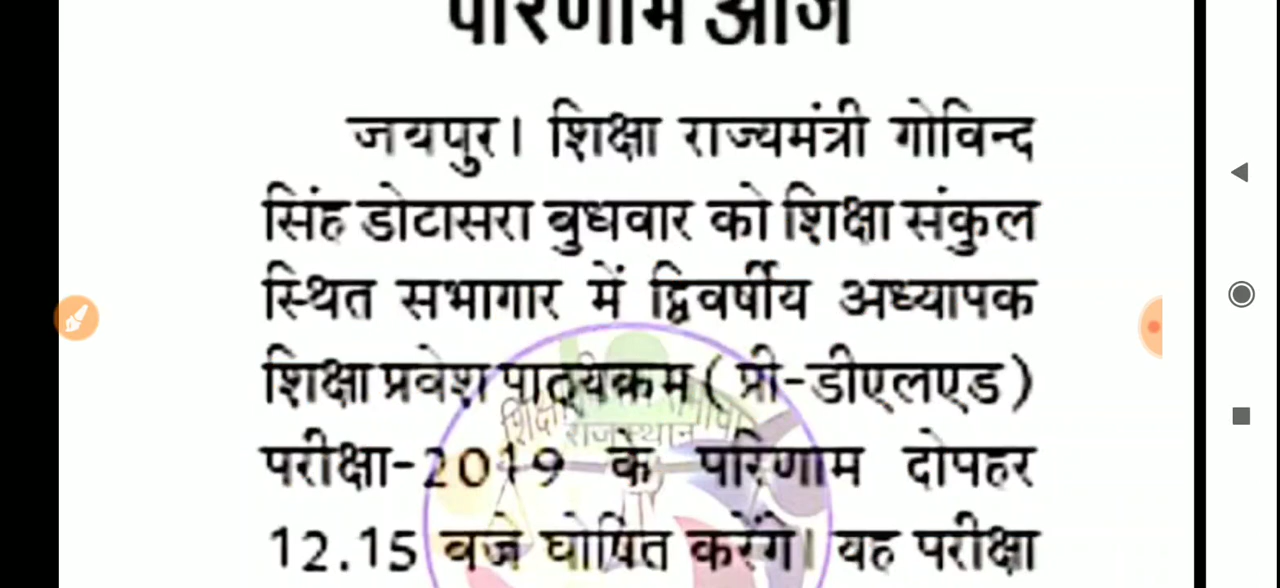 परिणाम आज
जयपुर। शिक्षा राज्यमंत्री गोविन्द
सिंह डोटासरा बुधवार को शिक्षा संकुल
स्थित सभागार में द्विवर्षीय अध्यापक
शिक्षा प्रवेश पाठ्यक्रम ( प्री-डीएलएड )
परीक्षा-2019 के परिणाम दोपहर
12.15 बजे घोषित करेंगे। यह परीक्षा
राजस्थान